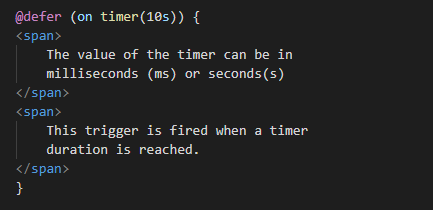 @defer (on timer(10s)) {
<span>
The value of the timer can be in
milliseconds (ms) or seconds(s)
</span>
<span>
This trigger is fired when a timer
duration is reached.
</span>
}